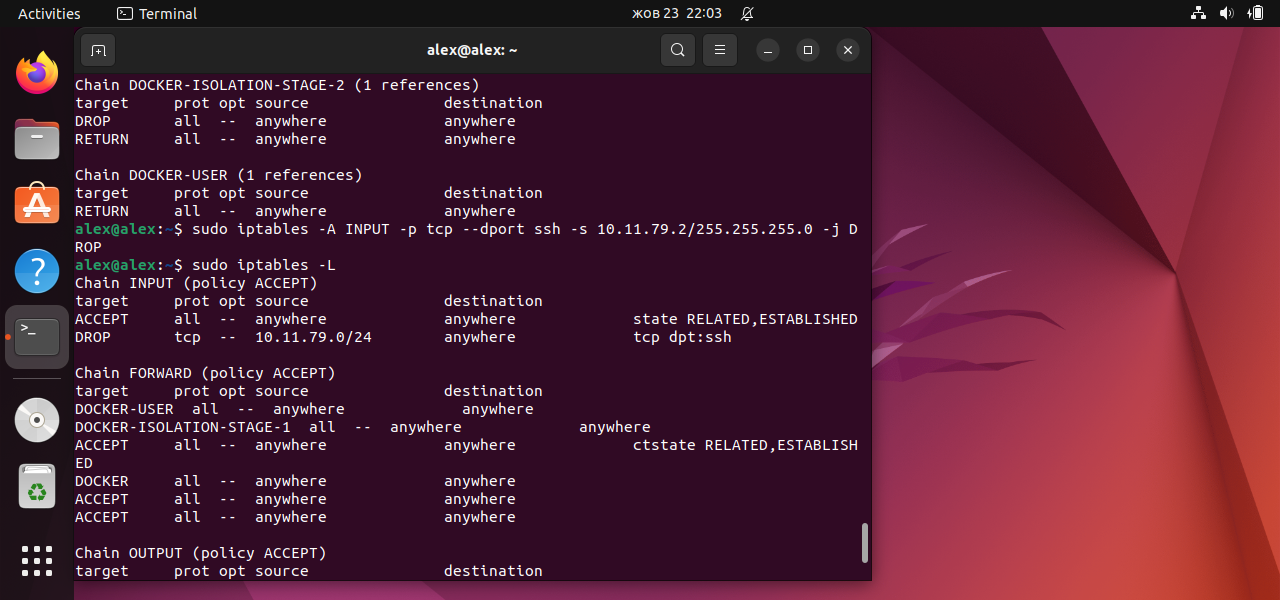 Activities Terminal жов 23 22:03
alex@alex: ~
Chain DOCKER-ISOLATION-STAGE-2 (1 references)
target     prot opt source               destination
DROP       all  --  anywhere             anywhere
RETURN     all  --  anywhere             anywhere

Chain DOCKER-USER (1 references)
target     prot opt source               destination
RETURN     all  --  anywhere             anywhere
alex@alex:~$ sudo iptables -A INPUT -p tcp --dport ssh -s 10.11.79.2/255.255.255.0 -j D
ROP
alex@alex:~$ sudo iptables -L
Chain INPUT (policy ACCEPT)
target     prot opt source               destination
ACCEPT     all  --  anywhere             anywhere             state RELATED,ESTABLISHED
DROP       tcp  --  10.11.79.0/24        anywhere             tcp dpt:ssh

Chain FORWARD (policy ACCEPT)
target     prot opt source               destination
DOCKER-USER  all  --  anywhere             anywhere
DOCKER-ISOLATION-STAGE-1  all  --  anywhere             anywhere
ACCEPT     all  --  anywhere             anywhere             ctstate RELATED,ESTABLISH
ED
DOCKER     all  --  anywhere             anywhere
ACCEPT     all  --  anywhere             anywhere
ACCEPT     all  --  anywhere             anywhere

Chain OUTPUT (policy ACCEPT)
target     prot opt source               destination